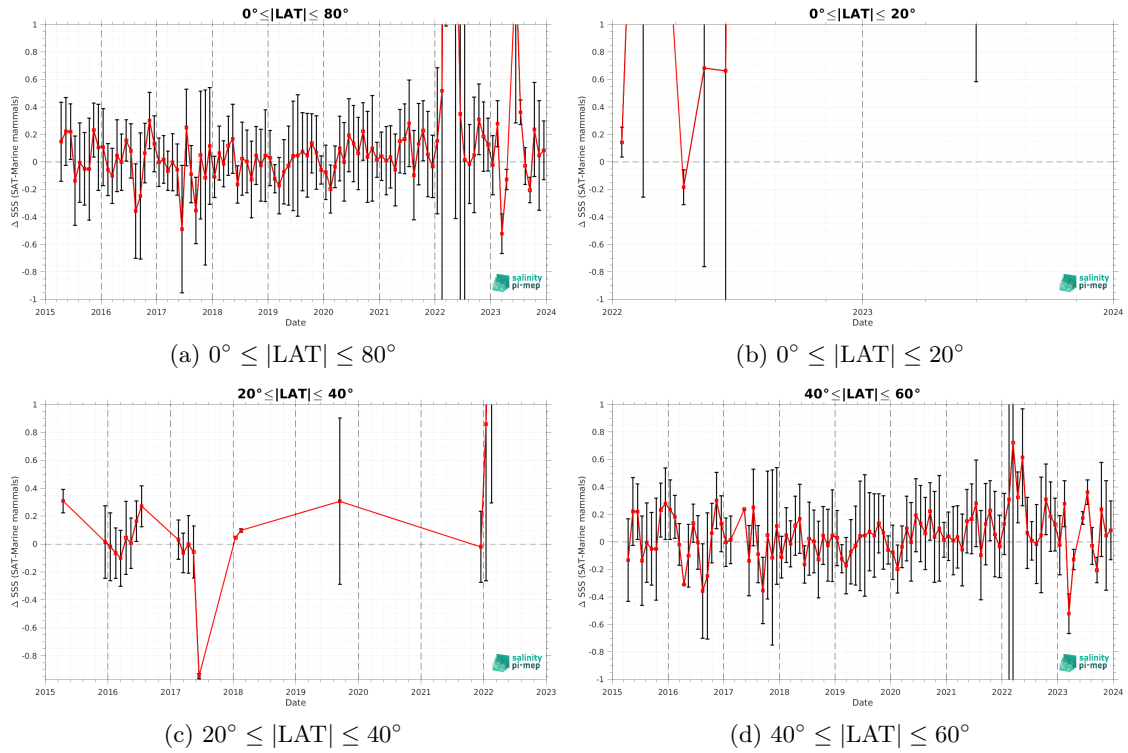 0°≤|LAT|≤ 80°
1
0.8
0.6
0.4
0.2
0
-0.2
-0.4
-0.6
-0.8
-1
Δ SSS (SAT-Marine mammals)
2015 2016 2017 2018 2019 2020 2021 2022 2023 2024
Date
salinity
pi-mep
(a) 0° ≤ |LAT| ≤ 80°
0°≤|LAT|≤ 20°
1
0.8
0.6
0.4
0.2
0
-0.2
-0.4
-0.6
-0.8
-1
Δ SSS (SAT-Marine mammals)
2022 2023 2024
Date
salinity
pi-mep
(b) 0° ≤ |LAT| ≤ 20°
20°≤|LAT|≤ 40°
1
0.8
0.6
0.4
0.2
0
-0.2
-0.4
-0.6
-0.8
Δ SSS (SAT-Marine mammals)
2015 2016 2017 2018 2019 2020 2021 2022 2023
Date
salinity
pi-mep
(c) 20° ≤ |LAT| ≤ 40°
40°≤|LAT|≤ 60°
1
0.8
0.6
0.4
0.2
0
-0.2
-0.4
-0.6
-0.8
-1
Δ SSS (SAT-Marine mammals)
2015 2016 2017 2018 2019 2020 2021 2022 2023 2024
Date
salinity
pi-mep
(d) 40° ≤ |LAT| ≤ 60°